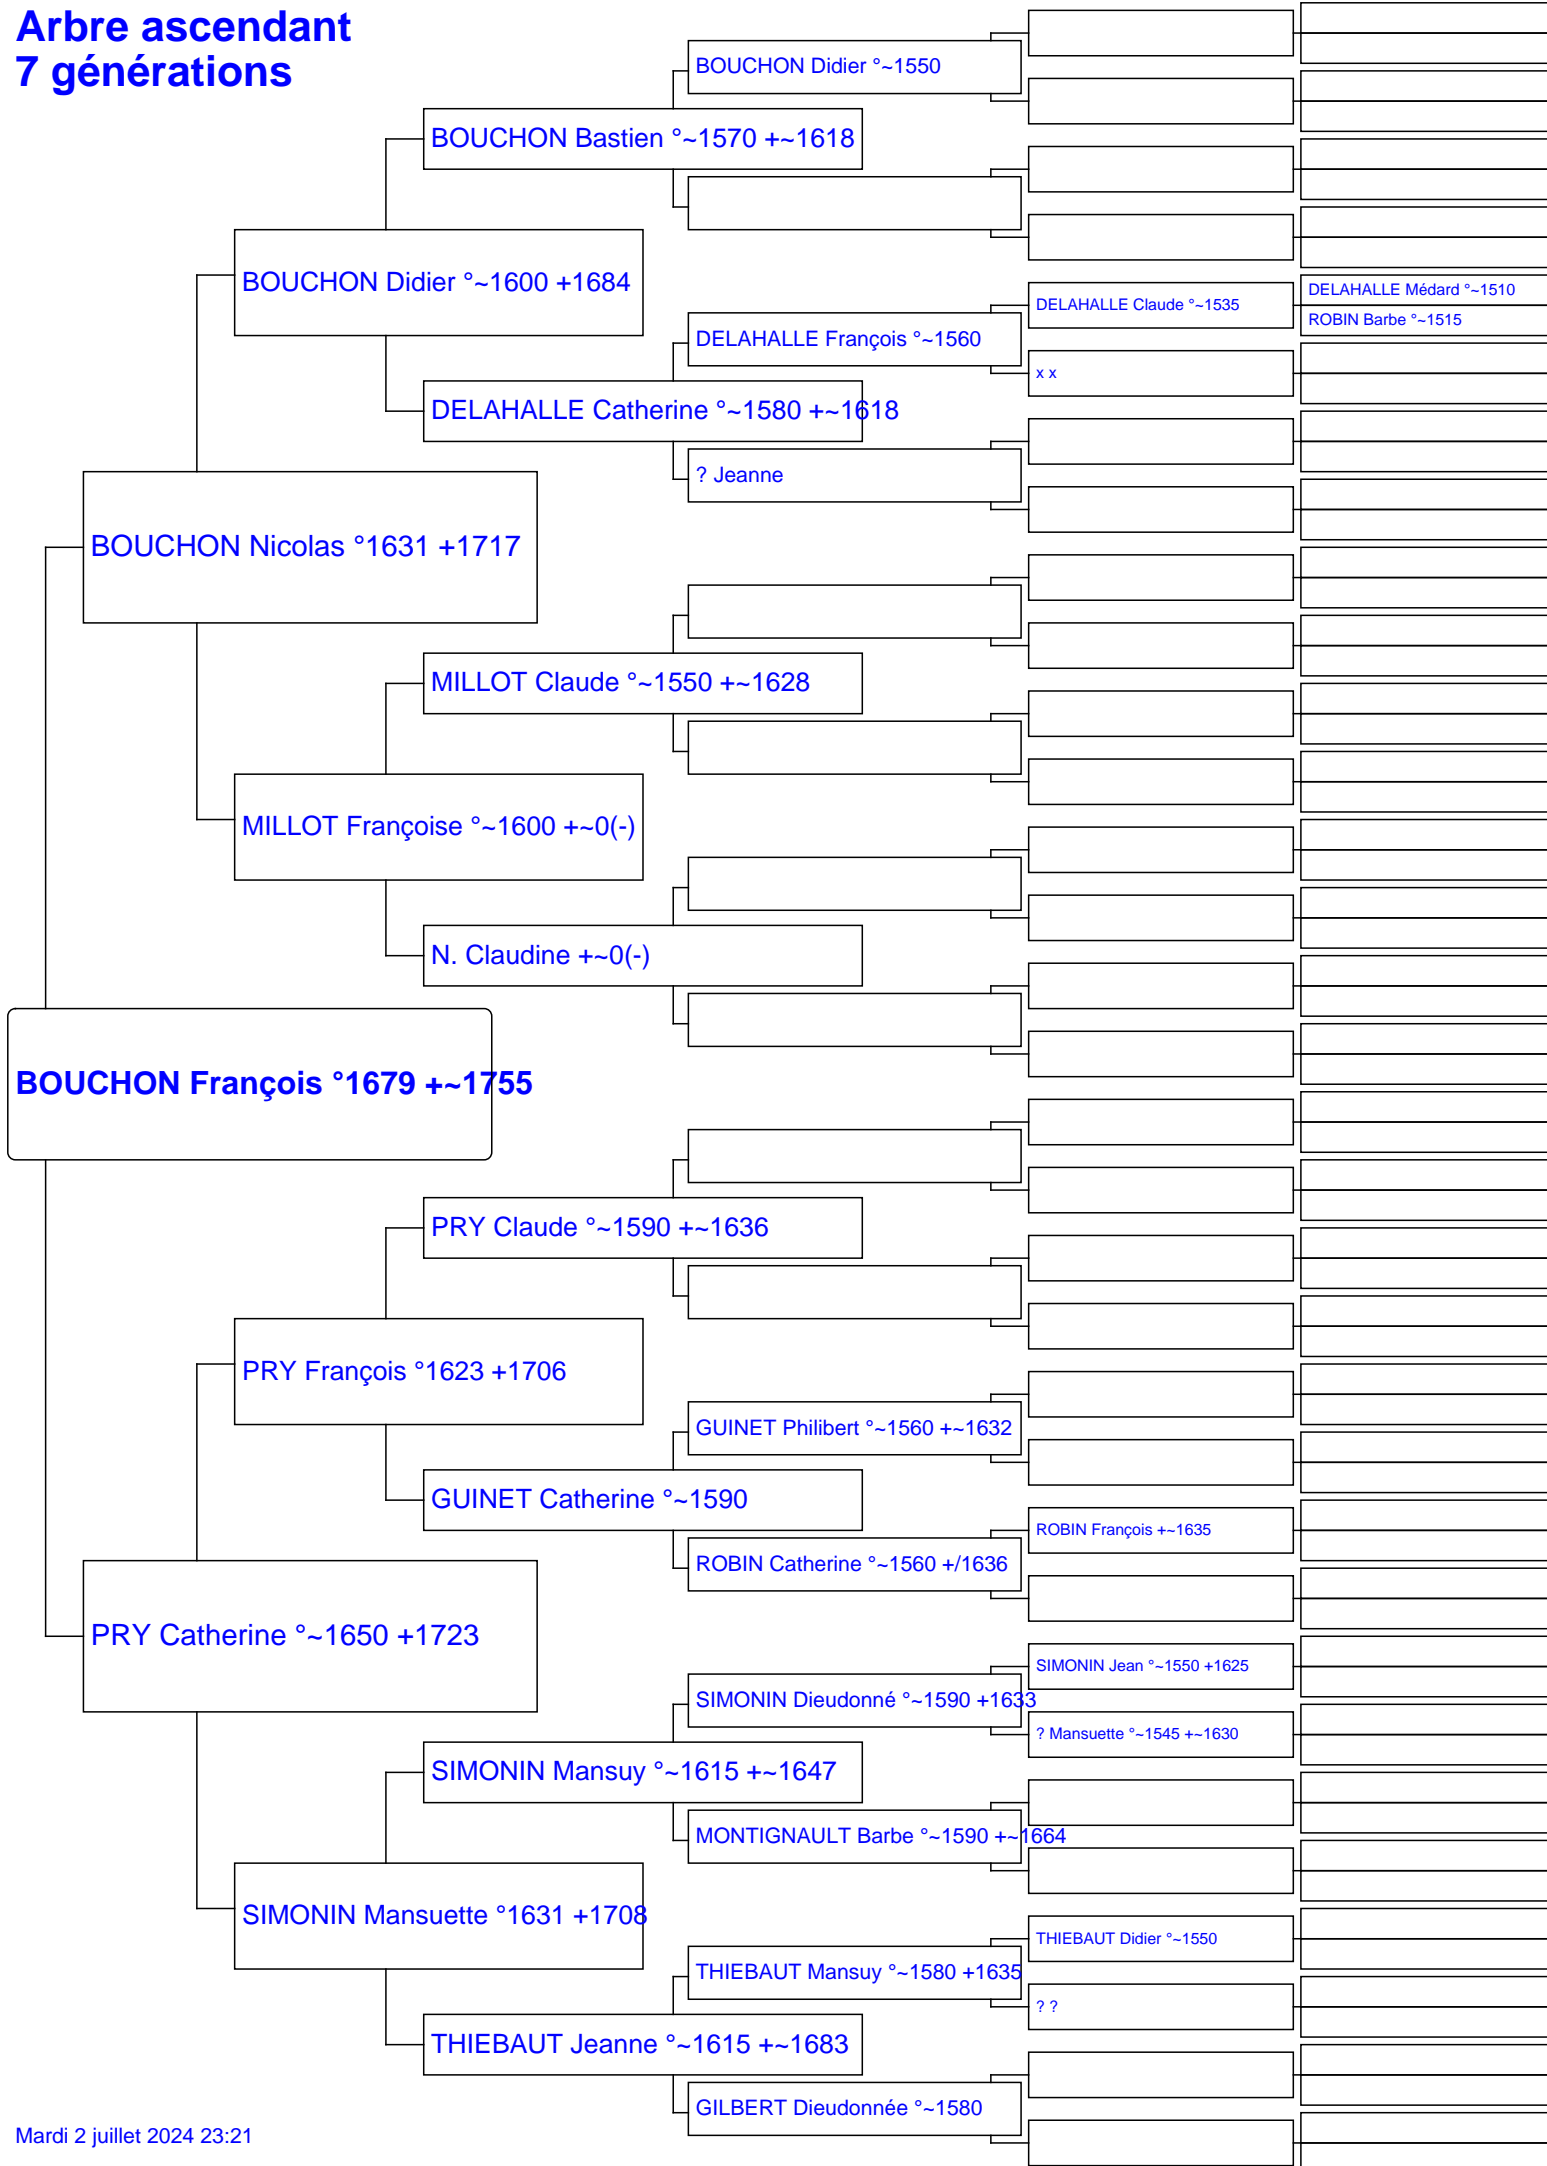 Arbre ascendant
7 générations
BOUCHON Didier °~1550
BOUCHON Bastien °~1570 +~1618
BOUCHON Didier °~1600 +1684
DELAHALLE Médard °~1510
DELAHALLE Claude °~1535
ROBIN Barbe °~1515
DELAHALLE François °~1560
x x
DELAHALLE Catherine °~1580 +~1618
? Jeanne
BOUCHON Nicolas °1631 +1717
MILLOT Claude °~1550 +~1628
MILLOT Françoise °~1600 +~0(-)
N. Claudine +~0(-)
BOUCHON François °1679 +~1755
PRY Claude °~1590 +~1636
PRY François °1623 +1706
GUINET Philibert °~1560 +~1632
GUINET Catherine °~1590
ROBIN François +~1635
ROBIN Catherine °~1560 +/1636
PRY Catherine °~1650 +1723
SIMONIN Jean °~1550 +1625
SIMONIN Dieudonné °~1590 +1633
? Mansuette °~1545 +~1630
SIMONIN Mansuy °~1615 +~1647
MONTIGNAULT Barbe °~1590 +~1664
SIMONIN Mansuette °1631 +1708
THIEBAUT Didier °~1550
THIEBAUT Mansuy °~1580 +1635
? ?
THIEBAUT Jeanne °~1615 +~1683
GILBERT Dieudonnée °~1580
Mardi 2 juillet 2024 23:21